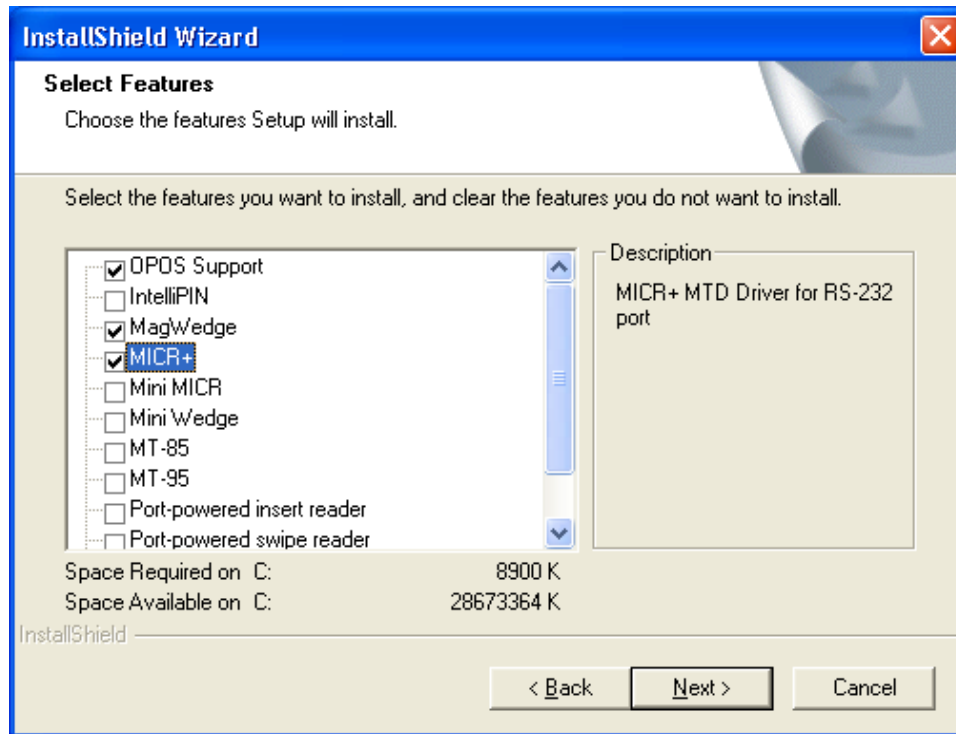 InstallShield Wizard
Select Features
Choose the features Setup will install.
Select the features you want to install, and clear the features you do not want to install.
OPOS Support
IntelliPIN
MagWedge
MICR+
Mini MICR
Mini Wedge
MT-85
MT-95
Port-powered insert reader
Port-powered swipe reader
Description
MICR+ MTD Driver for RS-232
port
Space Required on C: 8900 K
Space Available on C: 28673364 K
InstallShield
< Back Next > Cancel